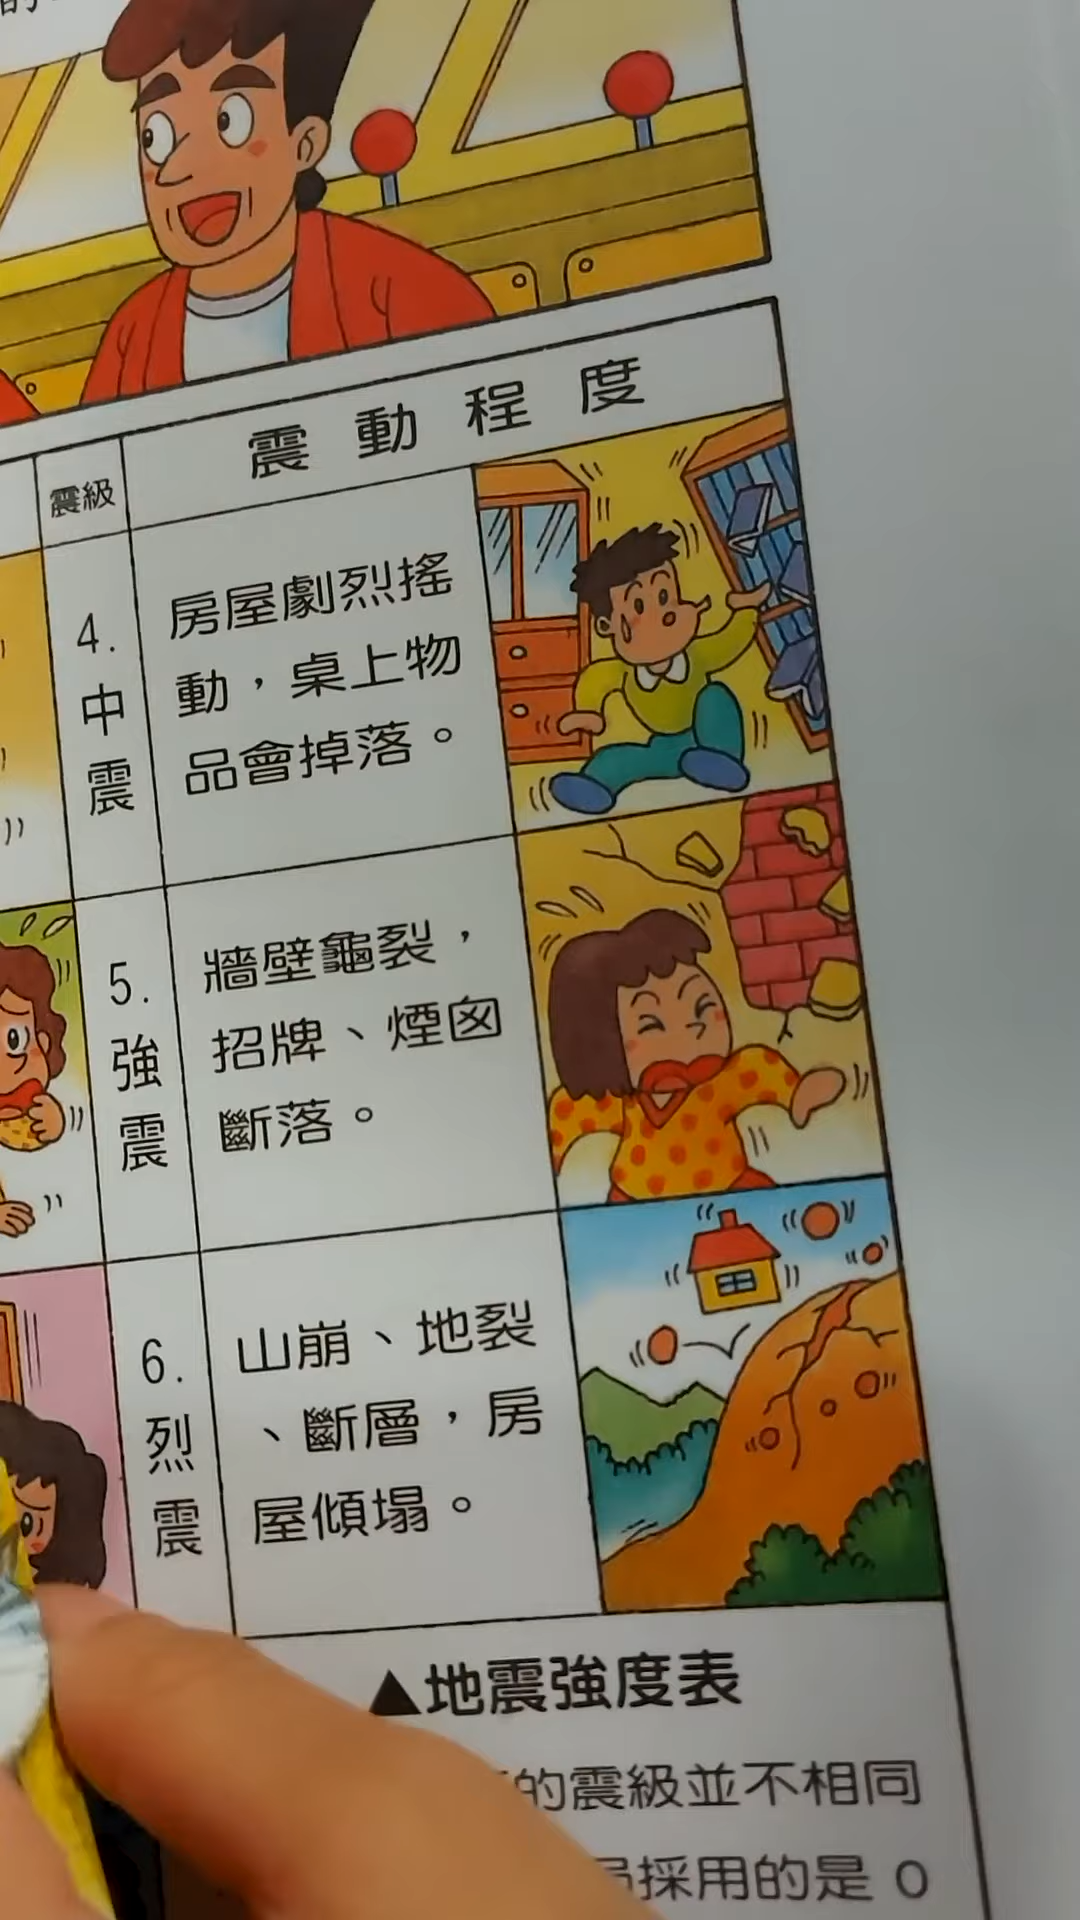 的
震級
震動程度
4.
中
震
房屋劇烈搖
動，桌上物
品會掉落。
5.
強
震
牆壁龜裂，
招牌、煙囪
斷落。
6.
烈
震
山崩、地裂
、斷層，房
屋傾塌。
▲地震強度表
的震級並不相同
採用的是0